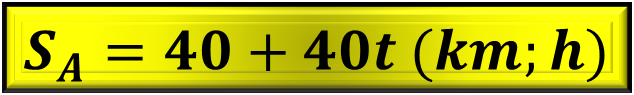 S_A = 40 + 40t (km; h)